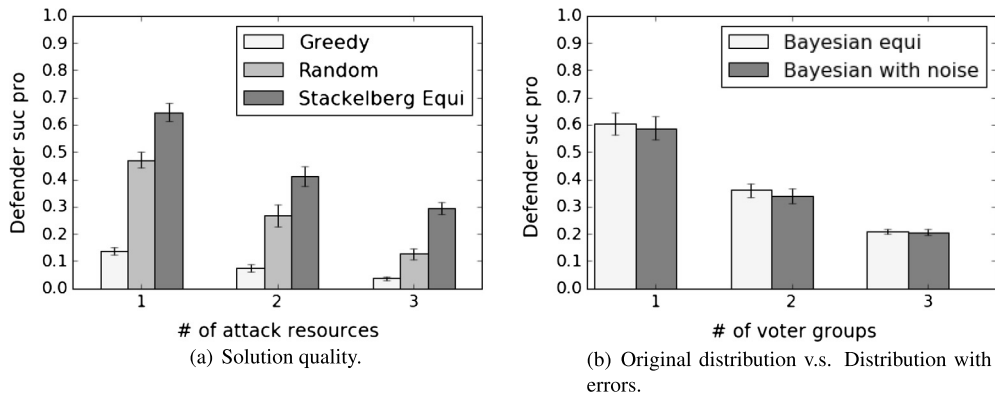 Defender suc pro
1.0
0.9
0.8
0.7
0.6
0.5
0.4
0.3
0.2
0.1
0.0
Greedy
Random
Stackelberg Equi
1 2 3
# of attack resources
(a) Solution quality.
Defender suc pro
1.0
0.9
0.8
0.7
0.6
0.5
0.4
0.3
0.2
0.1
0.0
Bayesian equi
Bayesian with noise
1 2 3
# of voter groups
(b) Original distribution v.s. Distribution with
errors.